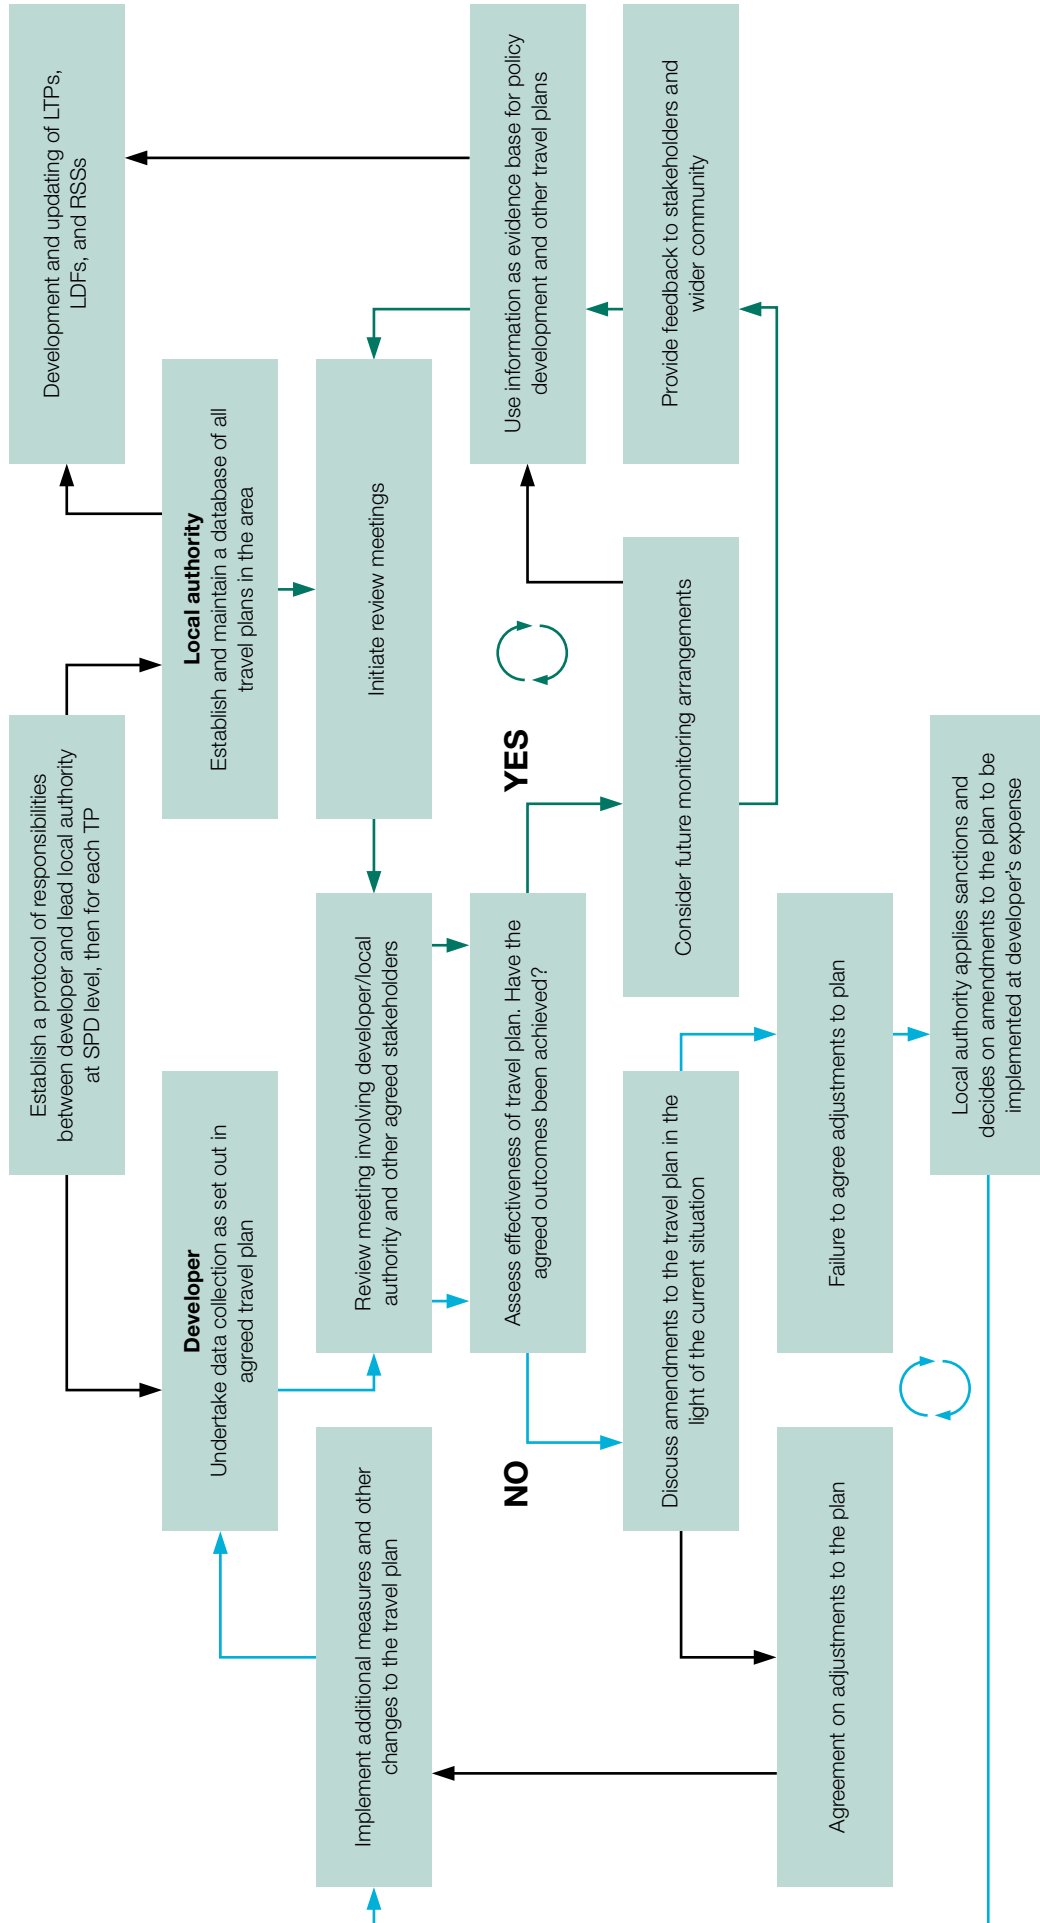 Establish a protocol of responsibilities
between developer and lead local authority
at SPD level, then for each TP
Development and updating of LTPs,
LDFs, and RSSs
Developer
Undertake data collection as set out in
agreed travel plan
Local authority
Establish and maintain a database of all
travel plans in the area
Implement additional measures and other
changes to the travel plan
Review meeting involving developer/local
authority and other agreed stakeholders
Initiate review meetings
NO
Assess effectiveness of travel plan. Have the
agreed outcomes been achieved?
YES
Use information as evidence base for policy
development and other travel plans
Discuss amendments to the travel plan in the
light of the current situation
Consider future monitoring arrangements
Provide feedback to stakeholders and
wider community
Agreement on adjustments to the plan
Failure to agree adjustments to plan
Local authority applies sanctions and
decides on amendments to the plan to be
implemented at developer’s expense